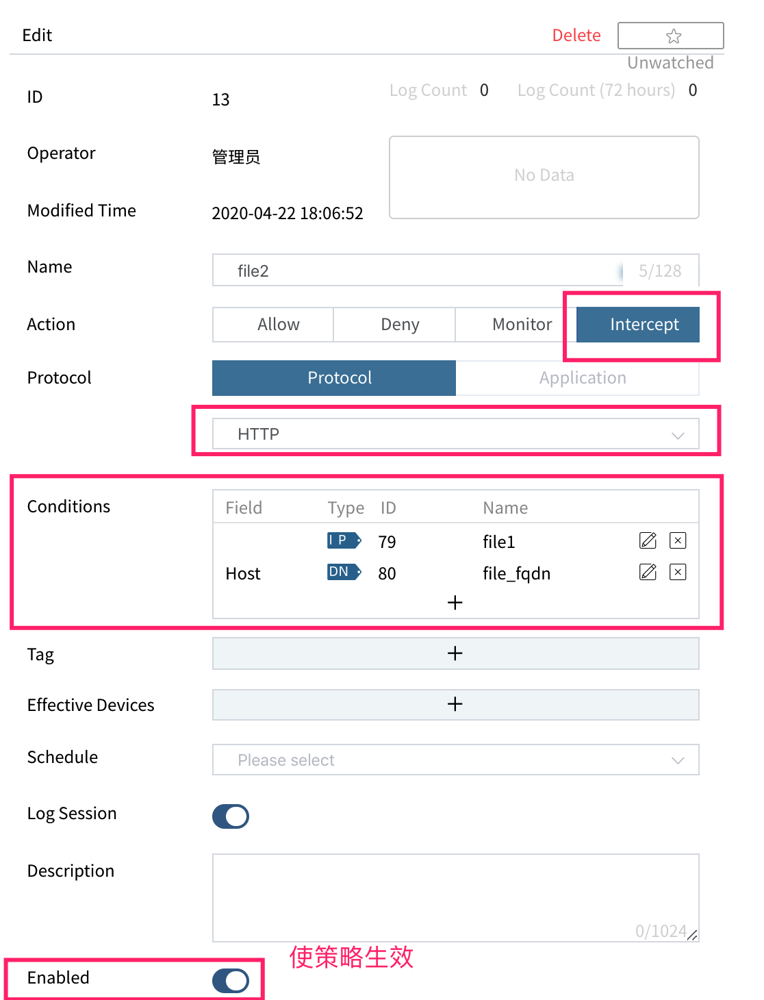 Edit
Delete
Unwatched
ID
13
Log Count 0 Log Count (72 hours) 0
Operator
管理员
No Data
Modified Time
2020-04-22 18:06:52
Name
file2
5/128
Action
Allow Deny Monitor Intercept
Protocol
Protocol Application
HTTP
Conditions
Field Type ID Name
IP 79 file1
Host DN 80 file_fqdn
+
Tag
+
Effective Devices
+
Schedule
Please select
Log Session
Description
0/1024
使策略生效
Enabled